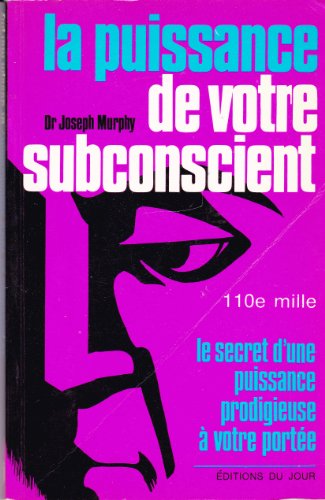 la puissance
de votre
Dr Joseph Murphy
subconscient
110e mille
le secret d'une
puissance
prodigieuse
à votre portée
ÉDITIONS DU JOUR